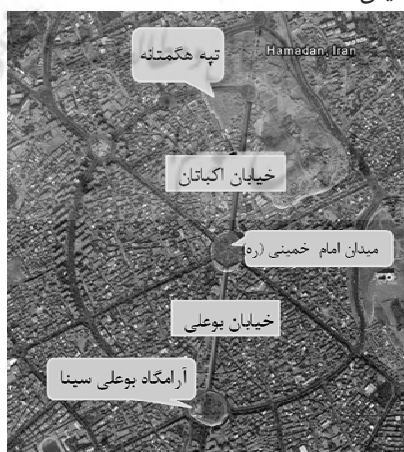 تپه هگمتانه
Hamadan, Iran
خیابان اکباتان
میدان امام خمینی (ره
خیابان بوعلی
آرامگاه بوعلی سینا